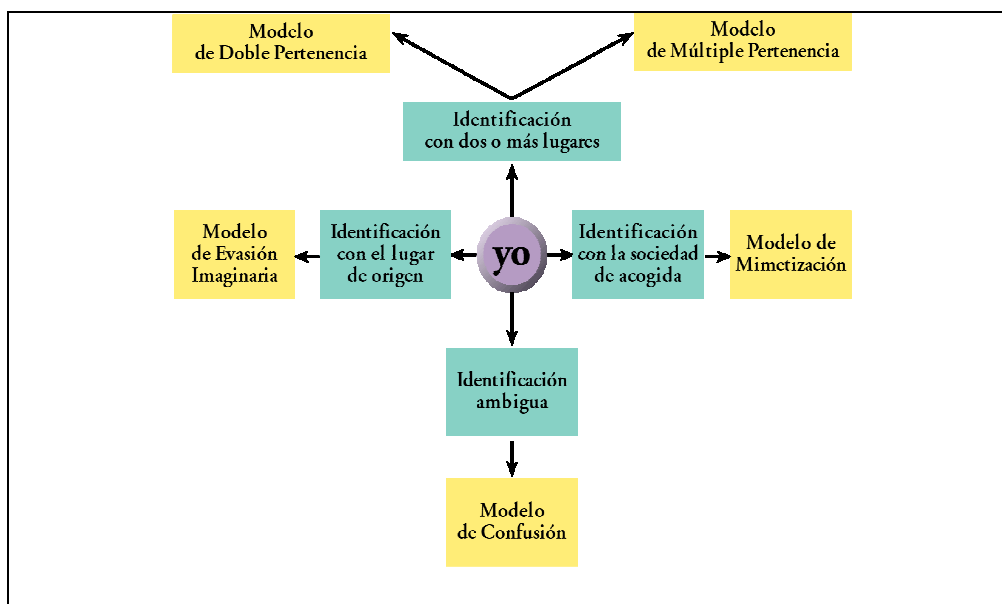 Modelo
de Doble Pertenencia
Modelo
de Múltiple Pertenencia
Identificación
con dos o más lugares
Modelo
de Evasión
Imaginaria
Identificación
con el lugar
de origen
yo
Identificación
con la sociedad
de acogida
Modelo de
Mimetización
Identificación
ambigua
Modelo
de Confusión